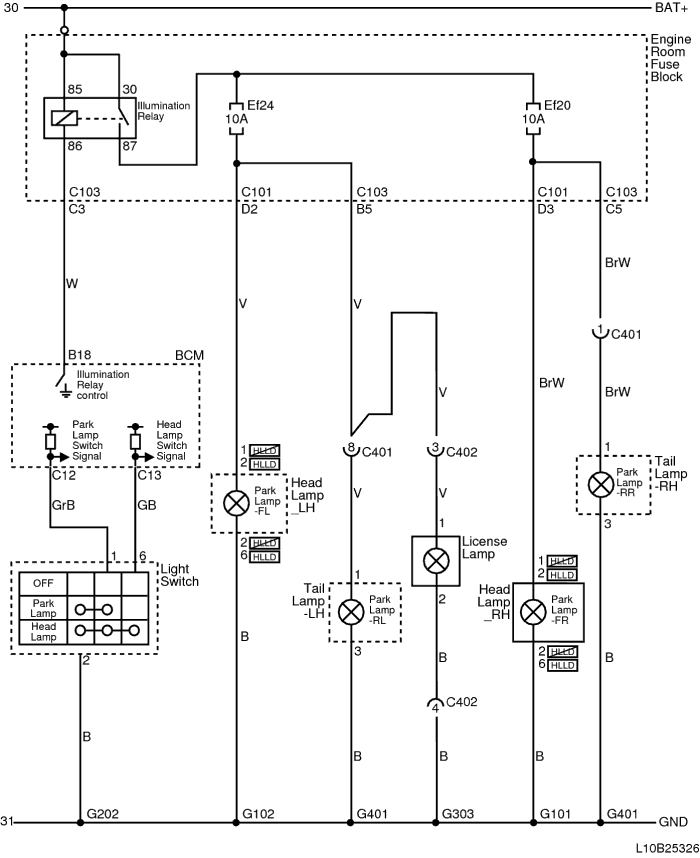 30
BAT+
Engine
Room
Fuse
Block
85
30
Illumination
Relay
86
87
Ef24
10A
Ef20
10A
C103
C101
C103
C101
C103
C3
D2
B5
D3
C5
W
V
V
BrW
1
C401
B18
BCM
Illumination
Relay
control
Park
Lamp
Switch
Signal
Head
Lamp
Switch
Signal
C12
C13
GrB
GB
V
BrW
BrW
8
C401
3
C402
1
HLLD
2
HLLD
Park
Lamp
-FL
Head
Lamp
_LH
2
HLLD
6
HLLD
V
V
1
Park
Lamp
-RR
Tail
Lamp
-RH
3
1
6
Light
Switch
OFF
Park
Lamp
Head
Lamp
2
1
License
Lamp
2
1
Tail
Lamp
-LH
Park
Lamp
-RL
3
1
HLLD
2
HLLD
Head
Lamp
_RH
Park
Lamp
-FR
2
HLLD
6
HLLD
B
B
B
4
C402
B
B
B
B
31
G202
G102
G401
G303
G101
G401
GND
L10B25326